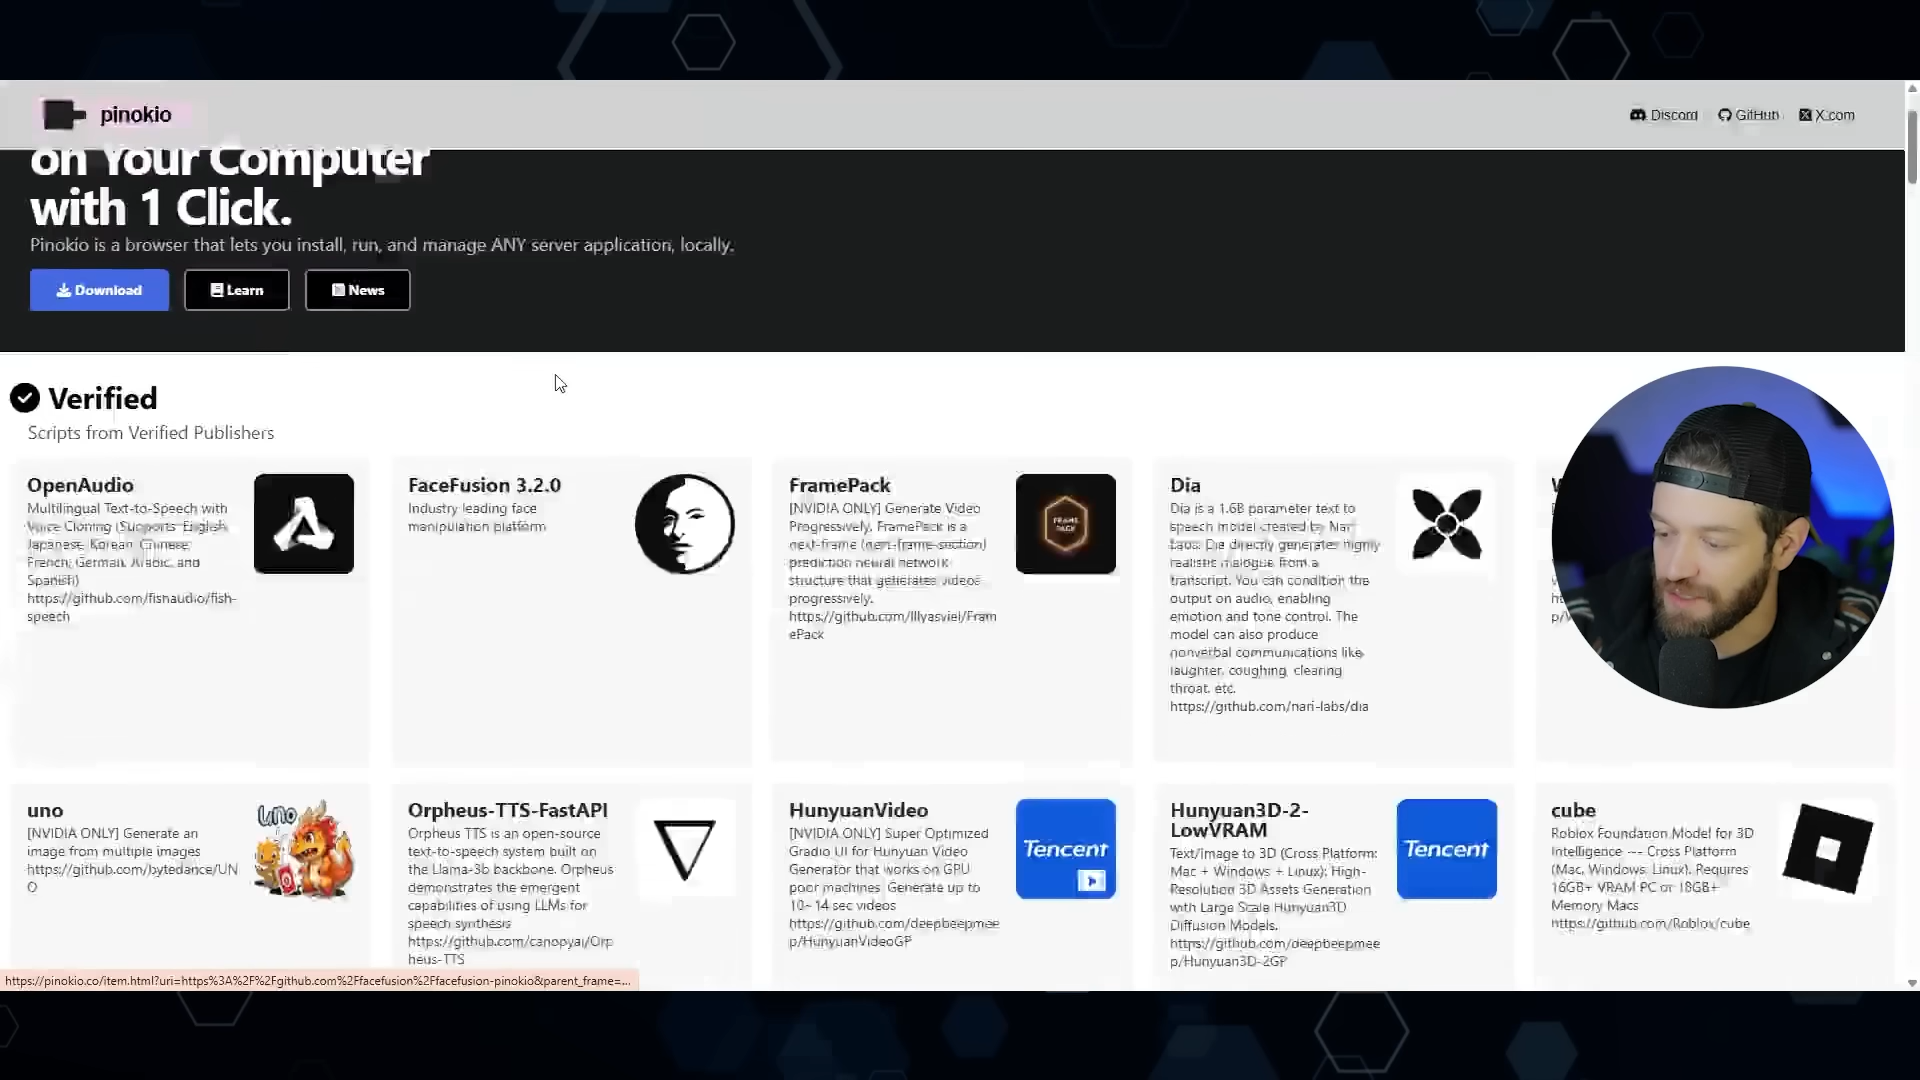 pinokio
Discord
GitHub
X.com
on Your Computer
with 1 Click.
Pinokio is a browser that lets you install, run, and manage ANY server application, locally.
Download
Learn
News
Verified
Scripts from Verified Publishers
OpenAudio
Multilingual Text-to-Speech with
Voice Cloning (Supports English
Japanese, Korean, Chinese,
French, German, Arabic, and
Spanish)
https://github.com/fishaudio/fish-
speech
FaceFusion 3.2.0
Industry leading face
manipulation platform
FramePack
[NVIDIA ONLY] Generate Video
Progressively. FramePack is a
next-frame (next-frame-section)
prediction neural network
structure that generates videos
progressively.
https://github.com/lllyasviel/Fram
ePack
FRAME
PACK
Dia
Dia is a 1.6B parameter text to
speech model created by Nari
Labs. Dia directly generates highly
realistic dialogue from a
transcript. You can condition the
output on audio, enabling
emotion and tone control. The
model can also produce
nonverbal communications like
laughter, coughing, clearing
throat, etc.
https://github.com/nari-labs/dia
uno
[NVIDIA ONLY] Generate an
image from multiple images
https://github.com/bytedance/UN
O
uno
Orpheus-TTS-FastAPI
Orpheus TTS is an open-source
text-to-speech system built on
the Llama-3b backbone. Orpheus
demonstrates the emergent
capabilities of using LLMs for
speech synthesis
https://github.com/canopyai/Orp
heus-TTS
HunyuanVideo
[NVIDIA ONLY] Super Optimized
Gradio UI for Hunyuan Video
Generator that works on GPU
poor machines. Generate up to
10~14 sec videos
https://github.com/deepbeepmee
p/HunyuanVideoGP
Tencent
Hunyuan3D-2-
LowVRAM
Text/Image to 3D (Cross Platform:
Mac + Windows + Linux): High-
Resolution 3D Assets Generation
with Large Scale Hunyuan3D
Diffusion Models.
https://github.com/deepbeepmee
p/Hunyuan3D-2GP
Tencent
cube
Roblox Foundation Model for 3D
Intelligence --- Cross Platform
(Mac, Windows, Linux). Requires
16GB+ VRAM PC or 18GB+
Memory Macs
https://github.com/Roblox/cube
https://pinokio.co/item.html?uri=https%3A%2F%2Fgithub.com%2Ffacefusion%2Ffacefusion-pinokio&parent_frame=...